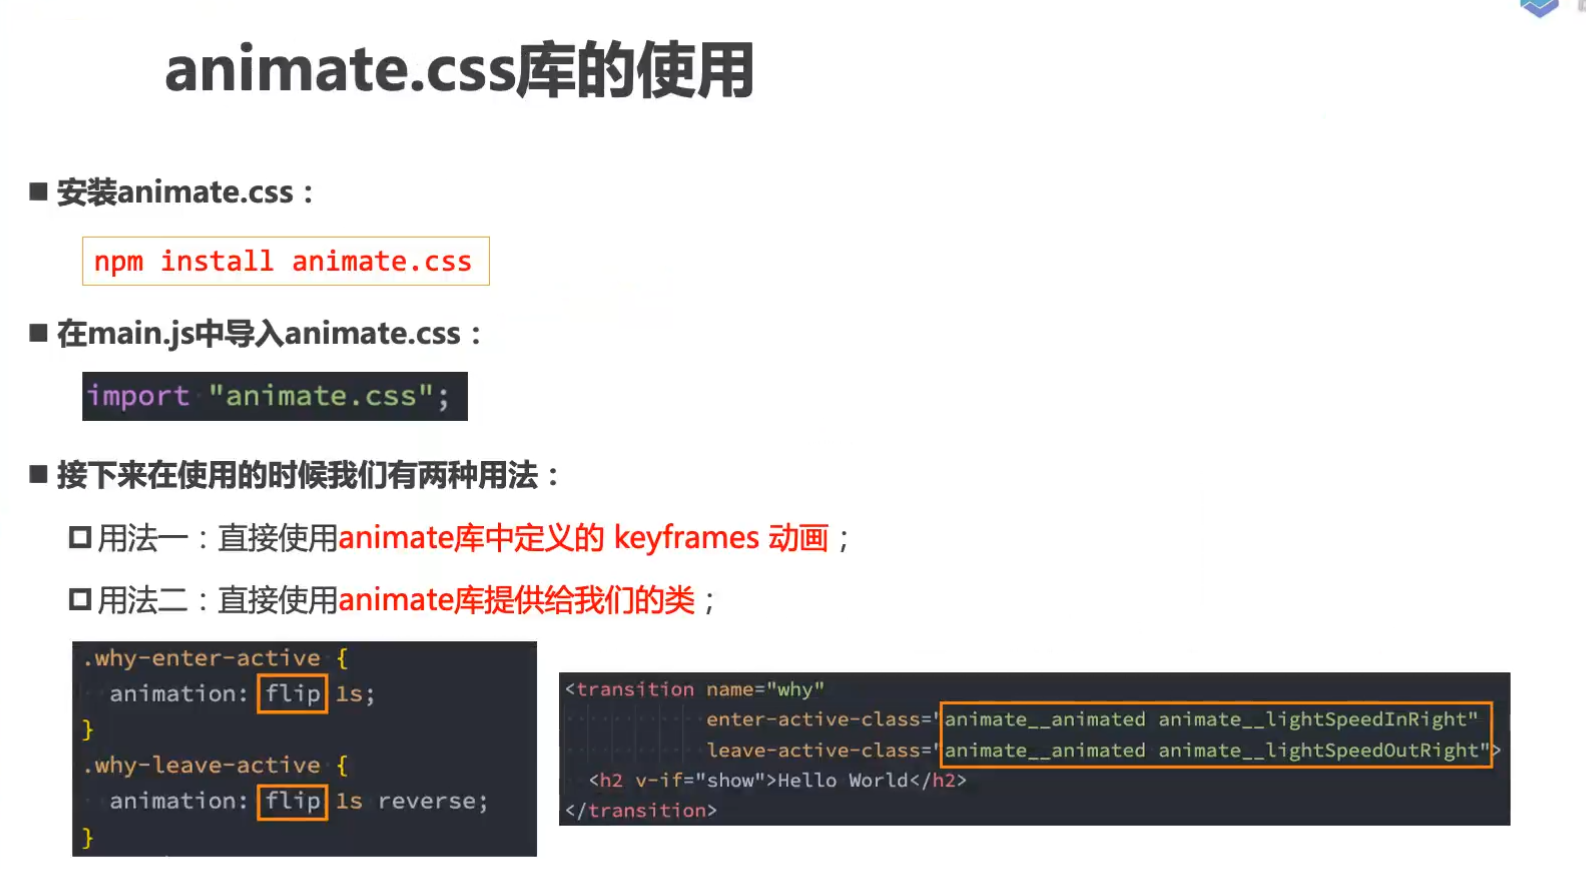 animate.css库的使用
安装animate.css：
npm install animate.css
在main.js中导入animate.css：
import "animate.css";
接下来在使用的时候我们有两种用法：
用法一：直接使用animate库中定义的 keyframes 动画；
用法二：直接使用animate库提供给我们的类；
.why-enter-active {
animation: flip 1s;
}
.why-leave-active {
animation: flip 1s reverse;
}
<transition name="why"
enter-active-class="animate__animated animate__lightSpeedInRight"
leave-active-class="animate__animated animate__lightSpeedOutRight">
<h2 v-if="show">Hello World</h2>
</transition>